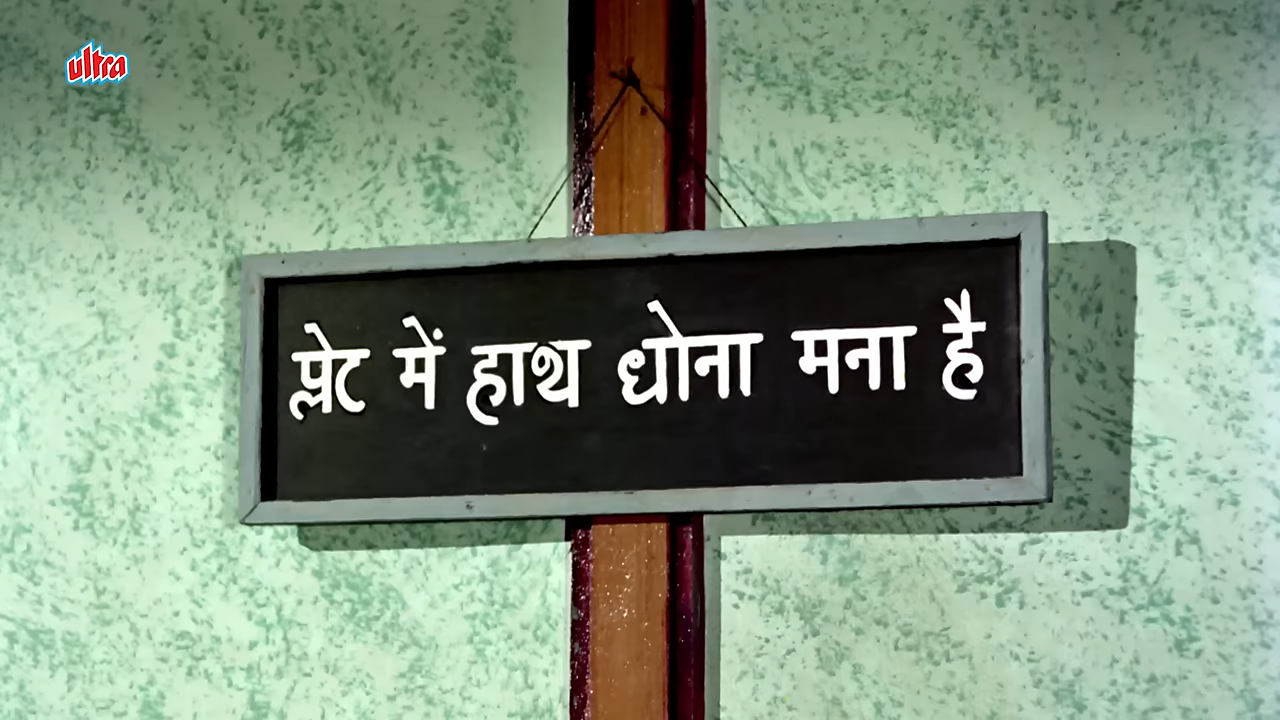 ultra
प्लेट में हाथ धोना मना है